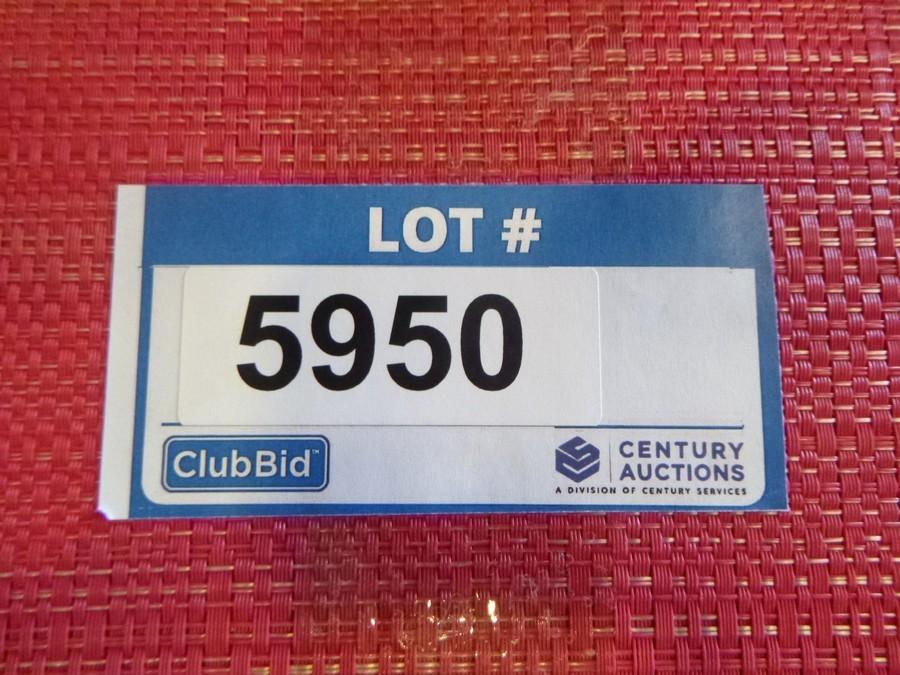 LOT #
5950
ClubBid™
CENTURY
AUCTIONS
A DIVISION OF CENTURY SERVICES